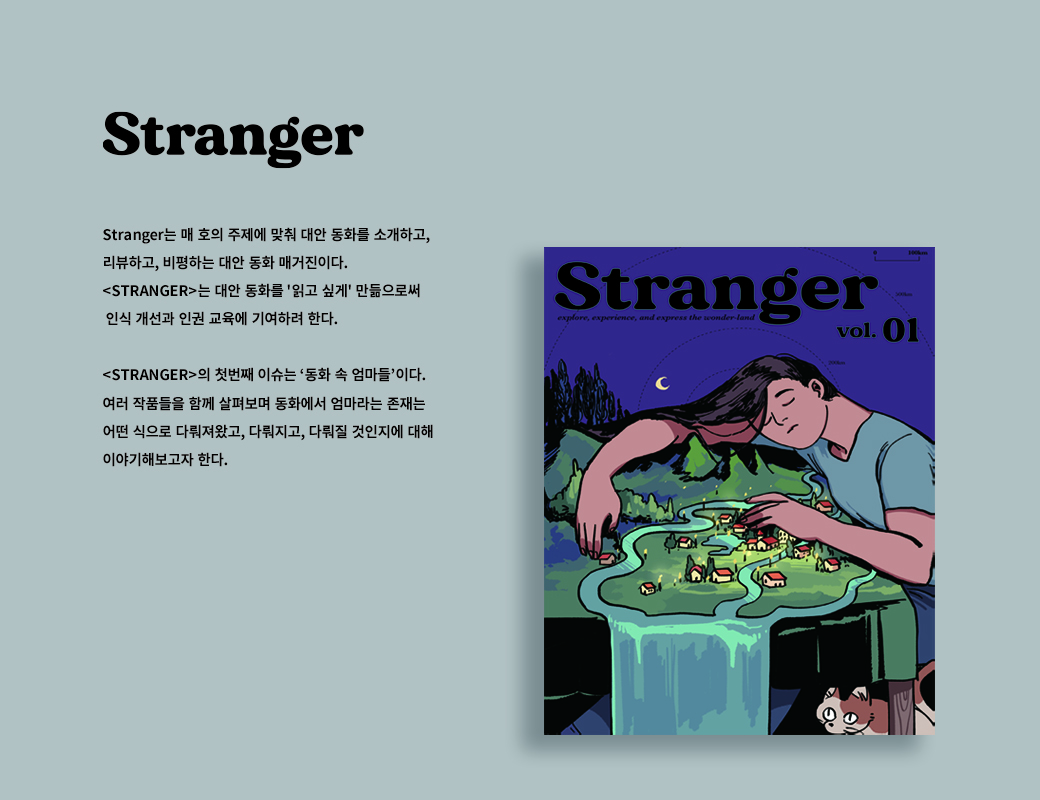 Stranger
Stranger는 매 호의 주제에 맞춰 대안 동화를 소개하고,
리뷰하고, 비평하는 대안 동화 매거진이다.
<STRANGER>는 대안 동화를 '읽고 싶게' 만듦으로써
인식 개선과 인권 교육에 기여하려 한다.
<STRANGER>의 첫번째 이슈는 ‘동화 속 엄마들’이다.
여러 작품들을 함께 살펴보며 동화에서 엄마라는 존재는
어떤 식으로 다뤄져왔고, 다뤄지고, 다뤄질 것인지에 대해
이야기해보고자 한다.
Stranger
explore, experience, and express the wonder-land
vol. 01